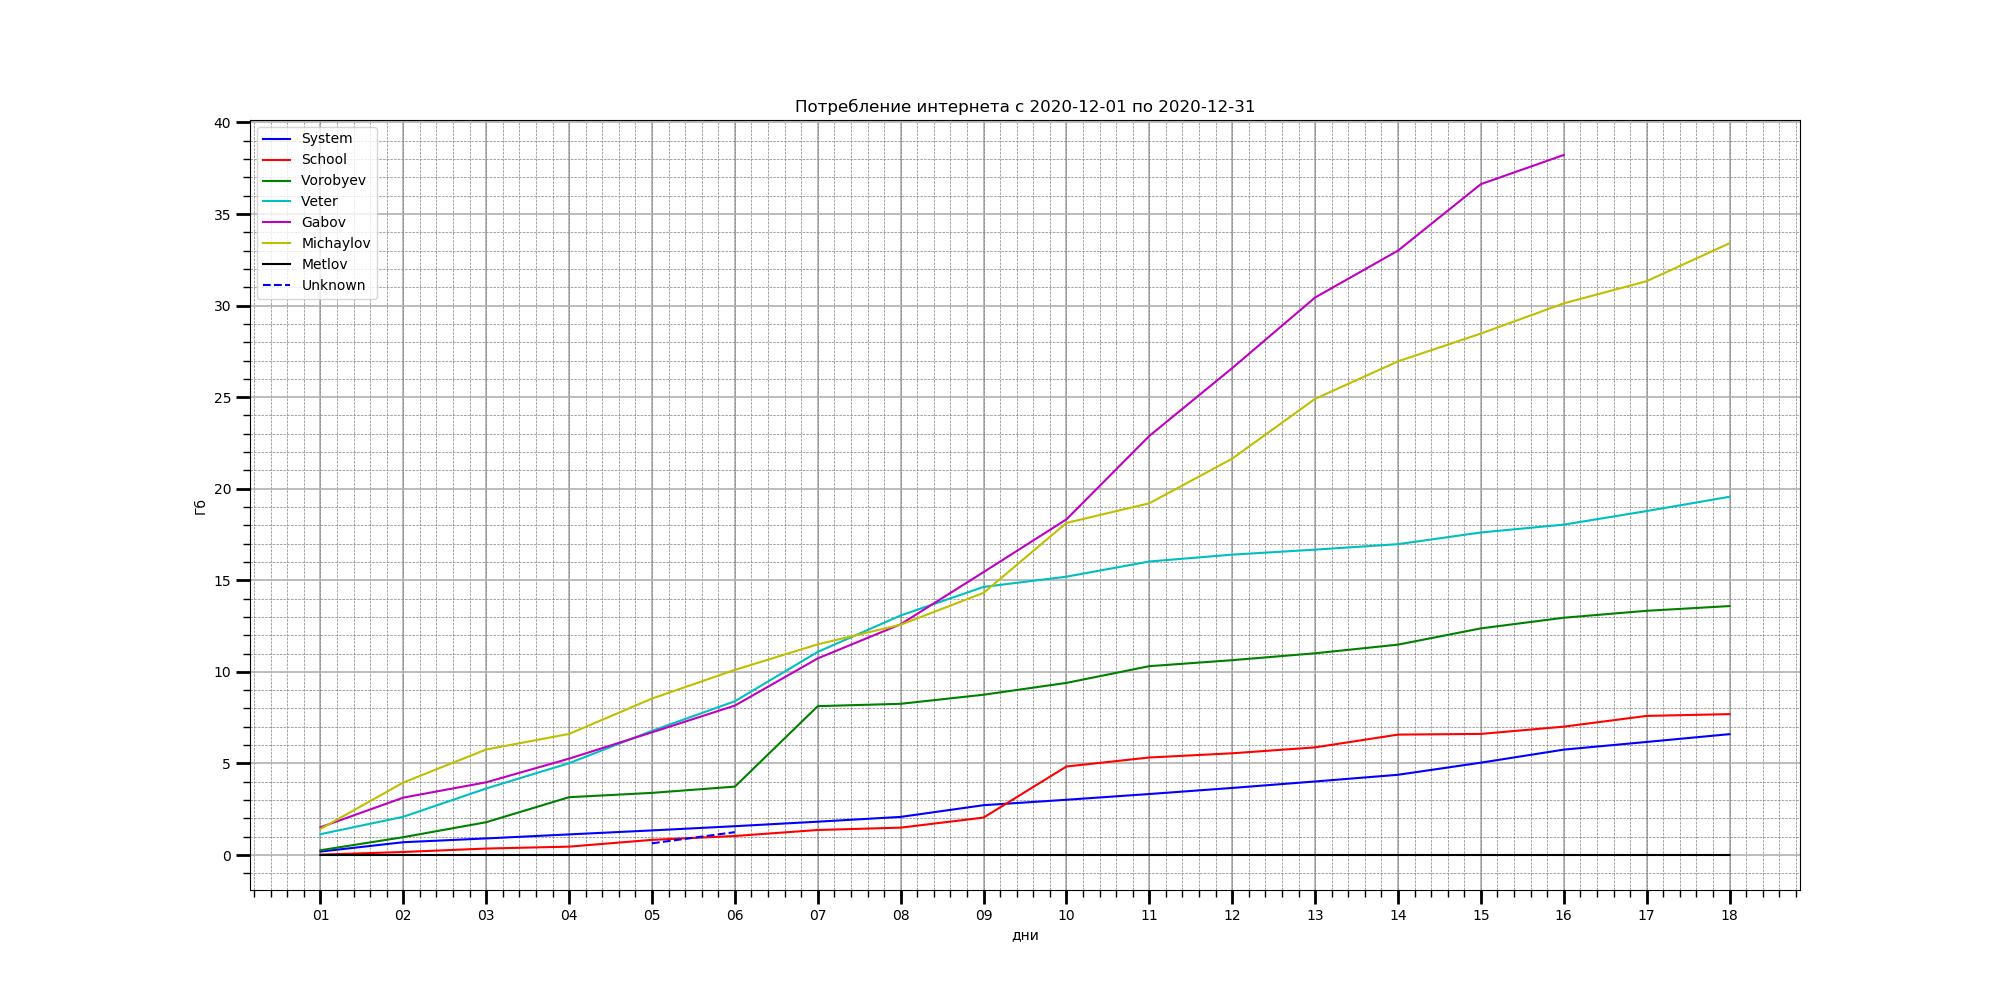 Потребление интернета с 2020-12-01 по 2020-12-31
System
School
Vorobyev
Veter
Gabov
Michaylov
Metlov
Unknown
Гб
40
35
30
25
20
15
10
5
0
01 02 03 04 05 06 07 08 09 10 11 12 13 14 15 16 17 18
дни